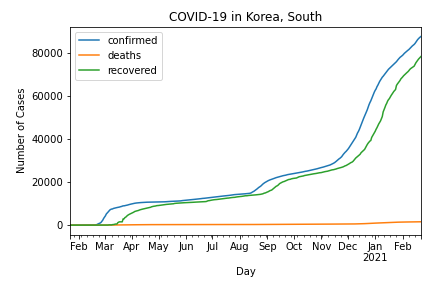 COVID-19 in Korea, South
confirmed
deaths
recovered
Number of Cases
80000
60000
40000
20000
0
Feb Mar Apr May Jun Jul Aug Sep Oct Nov Dec Jan Feb
2021
Day